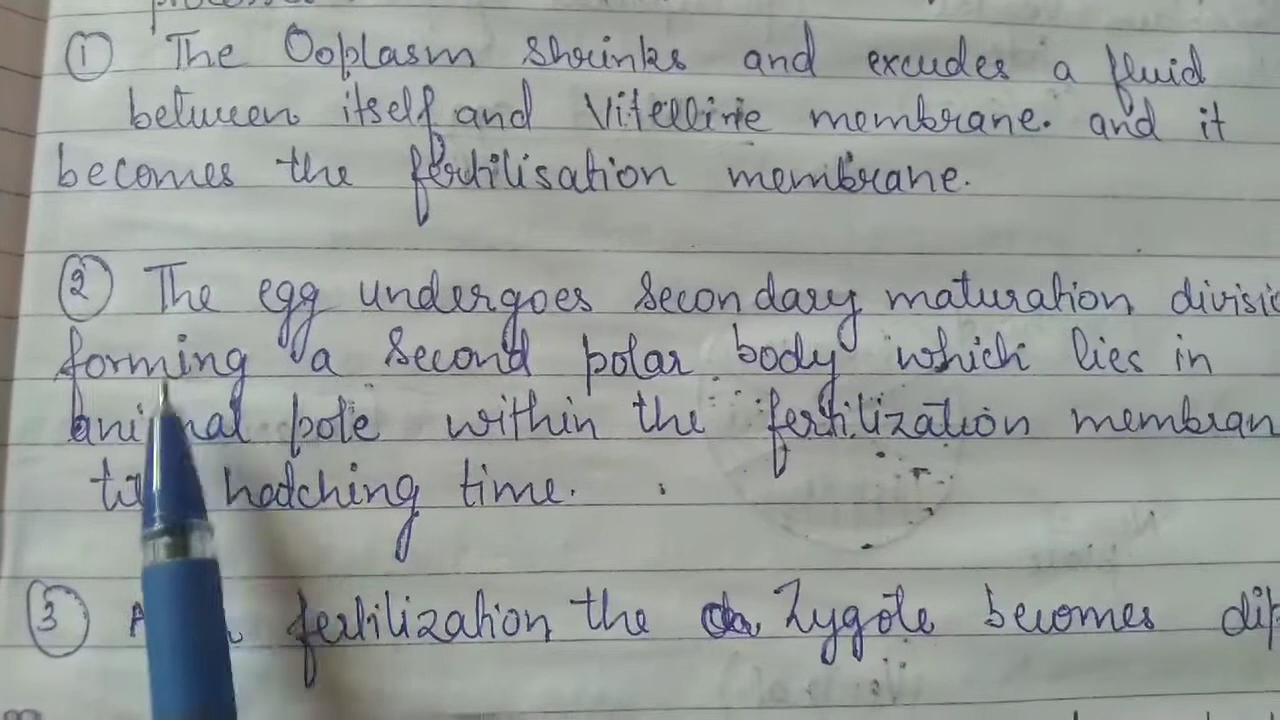 ① The Ooplasm shrinks and excudes a fluid
between itself and Vitelline membrane. and it
becomes the fertilisation membrane.
② The egg undergoes secondary maturation divisi
forming a second polar body which lies in
animal pole within the fertilization membran
hatching time.
③ fertilization the Zygote becomes dip